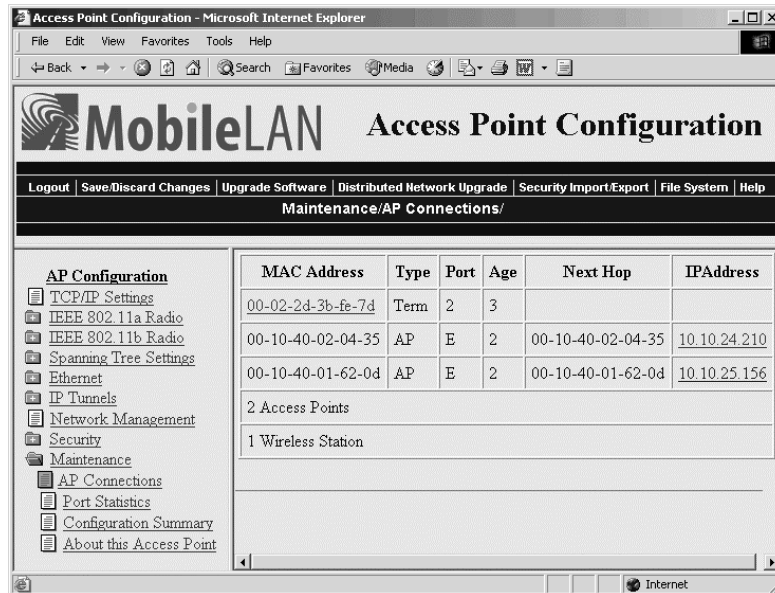 Access Point Configuration - Microsoft Internet Explorer
File Edit View Favorites Tools Help
Back Search Favorites Media
MobileLAN Access Point Configuration
Logout | Save/Discard Changes | Upgrade Software | Distributed Network Upgrade | Security Import/Export | File System | Help
Maintenance/AP Connections/
AP Configuration
TCP/IP Settings
IEEE 802.11a Radio
IEEE 802.11b Radio
Spanning Tree Settings
Ethernet
IP Tunnels
Network Management
Security
Maintenance
AP Connections
Port Statistics
Configuration Summary
About this Access Point
MAC Address Type Port Age Next Hop IPAddress
00-02-2d-3b-fe-7d Term 2 3
00-10-40-02-04-35 AP E 2 00-10-40-02-04-35 10.10.24.210
00-10-40-01-62-0d AP E 2 00-10-40-01-62-0d 10.10.25.156
2 Access Points
1 Wireless Station
Internet